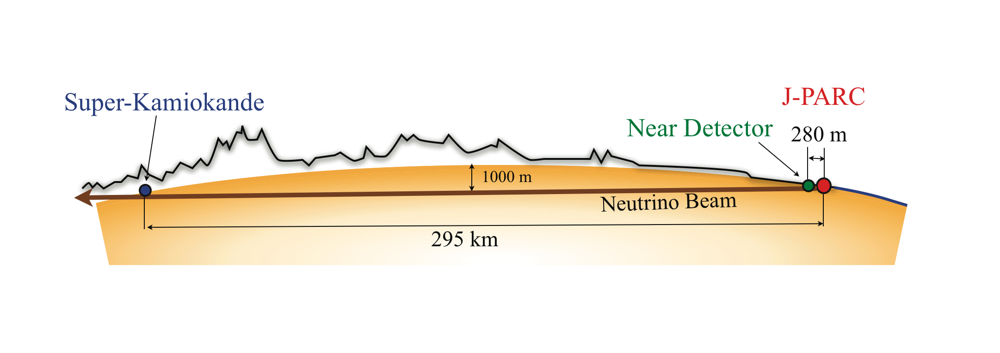 Super-Kamiokande
J-PARC
Near Detector
280 m
1000 m
Neutrino Beam
295 km